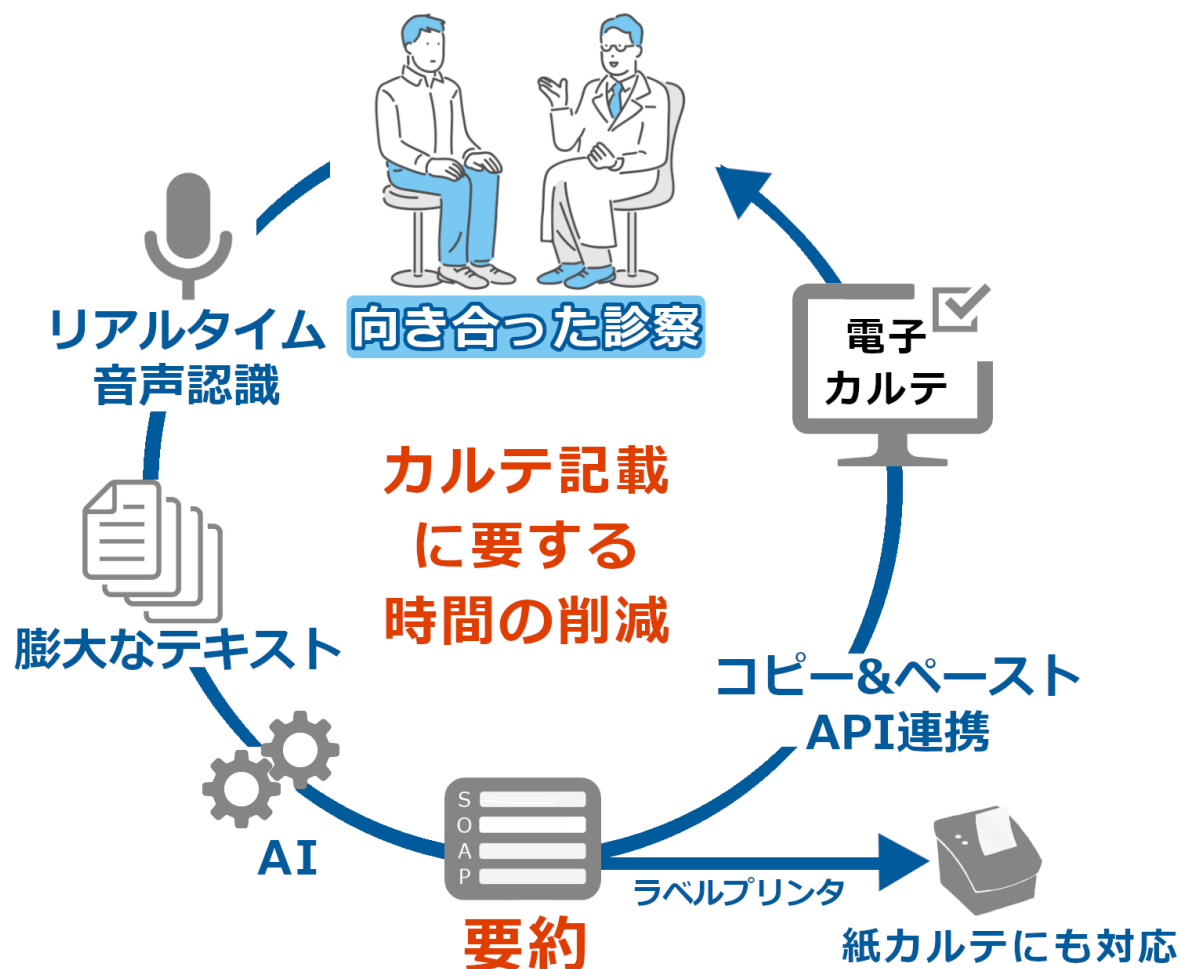 向き合った診察
リアルタイム
音声認識
膨大なテキスト
AI
S
O
A
P
要約
ラベルプリンタ
紙カルテにも対応
コピー&ペースト
API連携
電子
カルテ
カルテ記載
に要する
時間の削減